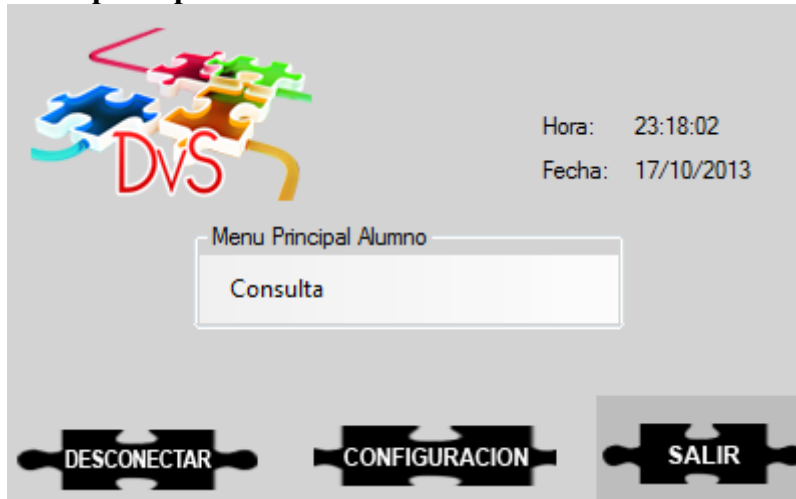 DvS
Hora: 23:18:02
Fecha: 17/10/2013
Menu Principal Alumno
Consulta
DESCONECTAR
CONFIGURACION
SALIR